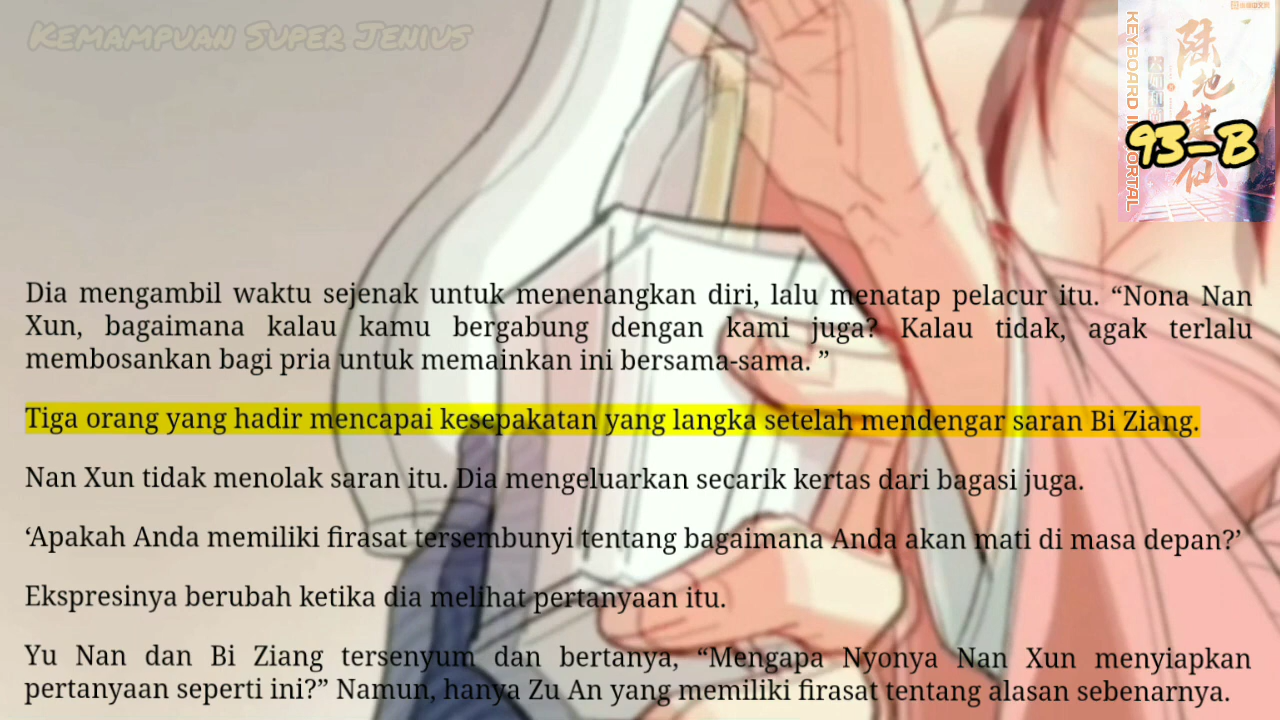 Kemampuan Super Jenius
KEYBOARD IMMORTAL
陆地键仙
93-B
Dia mengambil waktu sejenak untuk menenangkan diri, lalu menatap pelacur itu. “Nona Nan
Xun, bagaimana kalau kamu bergabung dengan kami juga? Kalau tidak, agak terlalu
membosankan bagi pria untuk memainkan ini bersama-sama. ”
Tiga orang yang hadir mencapai kesepakatan yang langka setelah mendengar saran Bi Ziang.
Nan Xun tidak menolak saran itu. Dia mengeluarkan secarik kertas dari bagasi juga.
‘Apakah Anda memiliki firasat tersembunyi tentang bagaimana Anda akan mati di masa depan?’
Ekspresinya berubah ketika dia melihat pertanyaan itu.
Yu Nan dan Bi Ziang tersenyum dan bertanya, “Mengapa Nyonya Nan Xun menyiapkan
pertanyaan seperti ini?” Namun, hanya Zu An yang memiliki firasat tentang alasan sebenarnya.